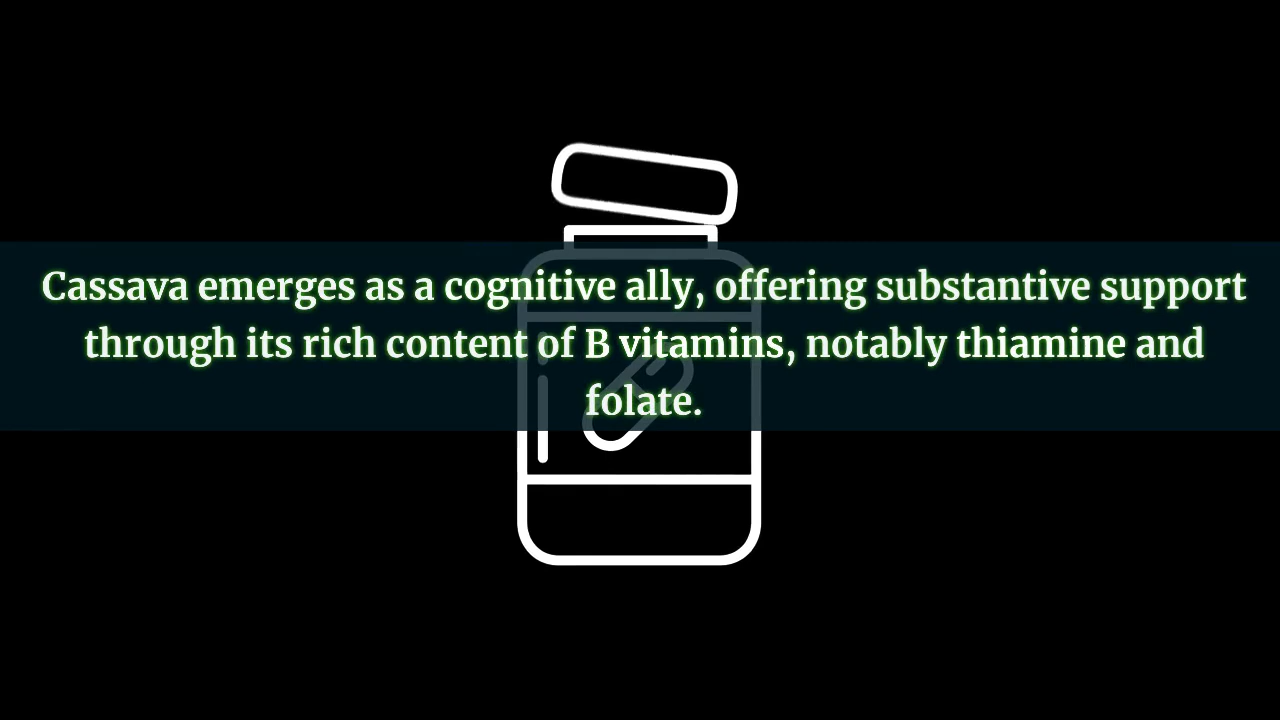 Cassava emerges as a cognitive ally, offering substantive support
through its rich content of B vitamins, notably thiamine and
folate.